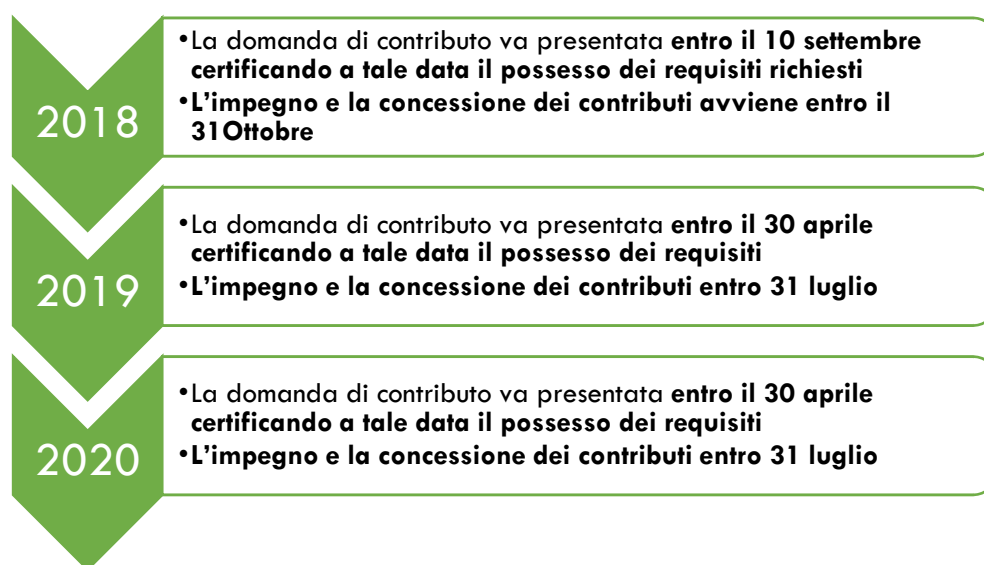 2018
•La domanda di contributo va presentata entro il 10 settembre
certificando a tale data il possesso dei requisiti richiesti
•L'impegno e la concessione dei contributi avviene entro il
31Ottobre
2019
•La domanda di contributo va presentata entro il 30 aprile
certificando a tale data il possesso dei requisiti
•L'impegno e la concessione dei contributi entro 31 luglio
2020
•La domanda di contributo va presentata entro il 30 aprile
certificando a tale data il possesso dei requisiti
•L'impegno e la concessione dei contributi entro 31 luglio